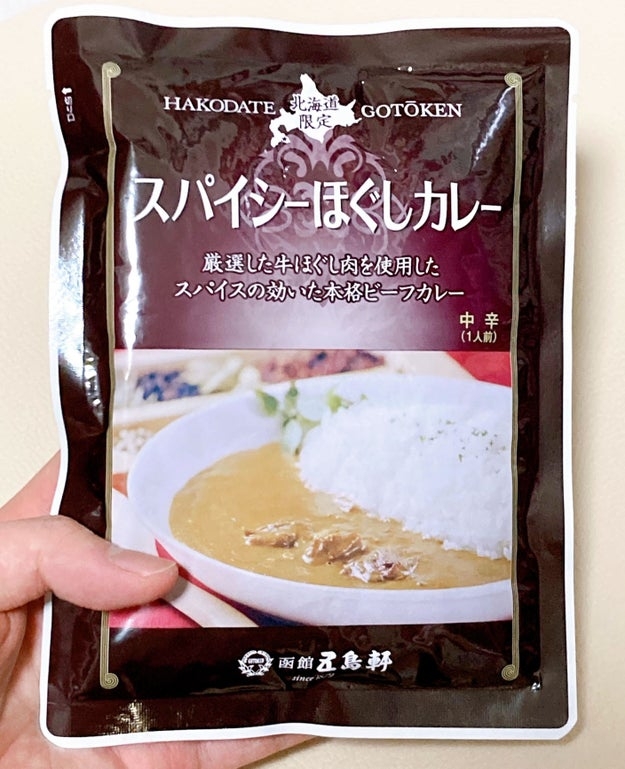 HAKODATE 北海道限定 GOTŌKEN
スパイシーほぐしカレー
厳選した牛ほぐし肉を使用した
スパイスの効いた本格ビーフカレー
中辛
(1人前)
GOTOKEN 函館 五島軒
since